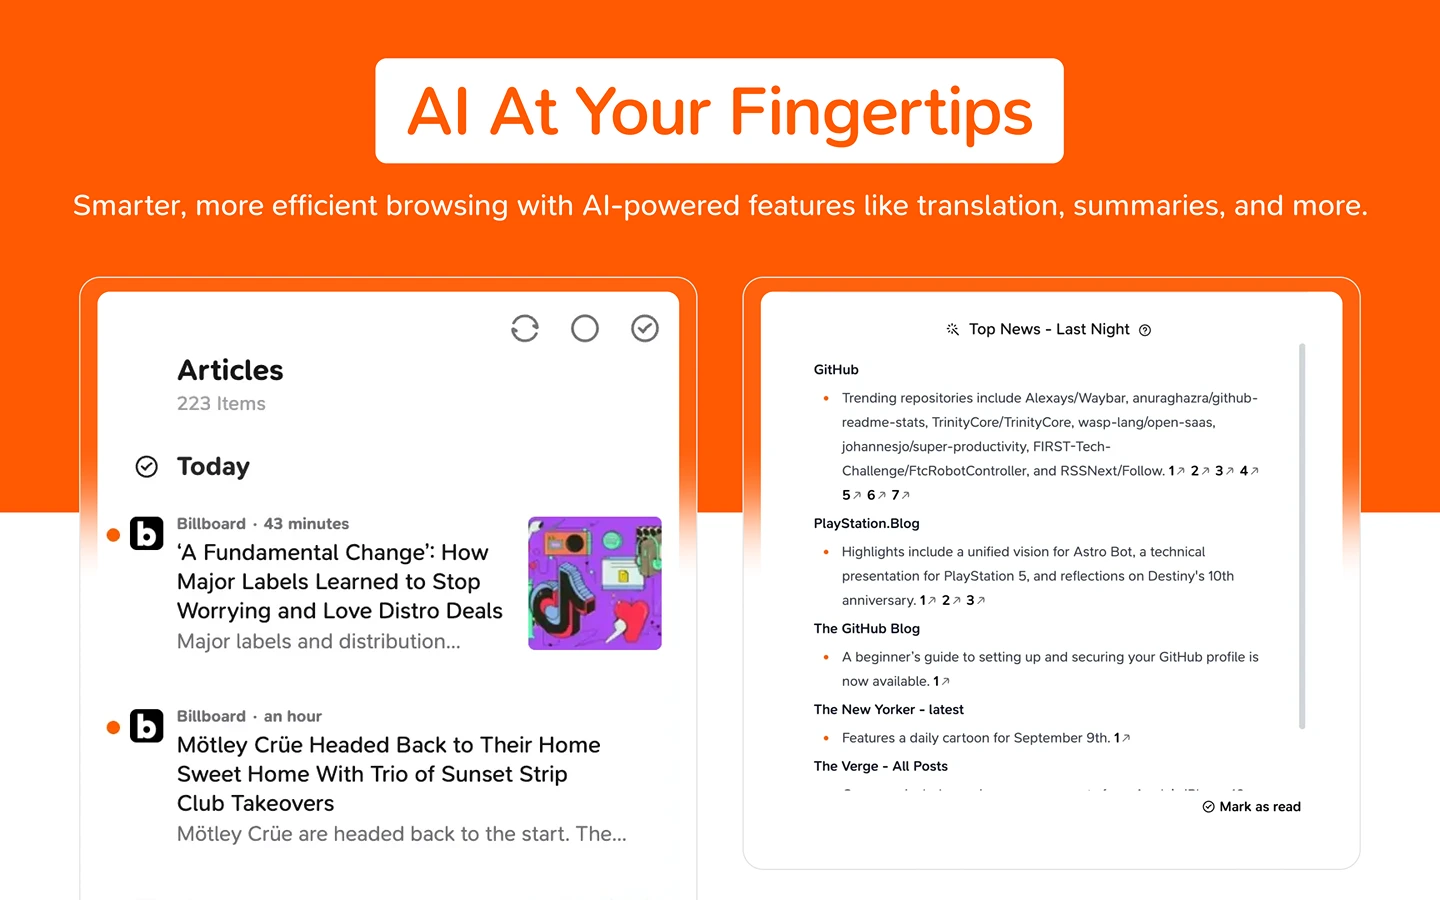 AI At Your Fingertips
Smarter, more efficient browsing with AI-powered features like translation, summaries, and more.
Articles
223 Items
Today
Billboard · 43 minutes
‘A Fundamental Change’: How
Major Labels Learned to Stop
Worrying and Love Distro Deals
Major labels and distribution...
Billboard · an hour
Mötley Crüe Headed Back to Their Home
Sweet Home With Trio of Sunset Strip
Club Takeovers
Mötley Crüe are headed back to the start. The...
Top News - Last Night
GitHub
• Trending repositories include Alexays/Waybar, anuraghazra/github-
readme-stats, TrinityCore/TrinityCore, wasp-lang/open-saas,
johannesjo/super-productivity, FIRST-Tech-
Challenge/FtcRobotController, and RSSNext/Follow. 1↗ 2↗ 3↗ 4↗
5↗ 6↗ 7↗
PlayStation.Blog
• Highlights include a unified vision for Astro Bot, a technical
presentation for PlayStation 5, and reflections on Destiny's 10th
anniversary. 1↗ 2↗ 3↗
The GitHub Blog
• A beginner's guide to setting up and securing your GitHub profile is
now available. 1↗
The New Yorker - latest
• Features a daily cartoon for September 9th. 1↗
The Verge - All Posts
Mark as read